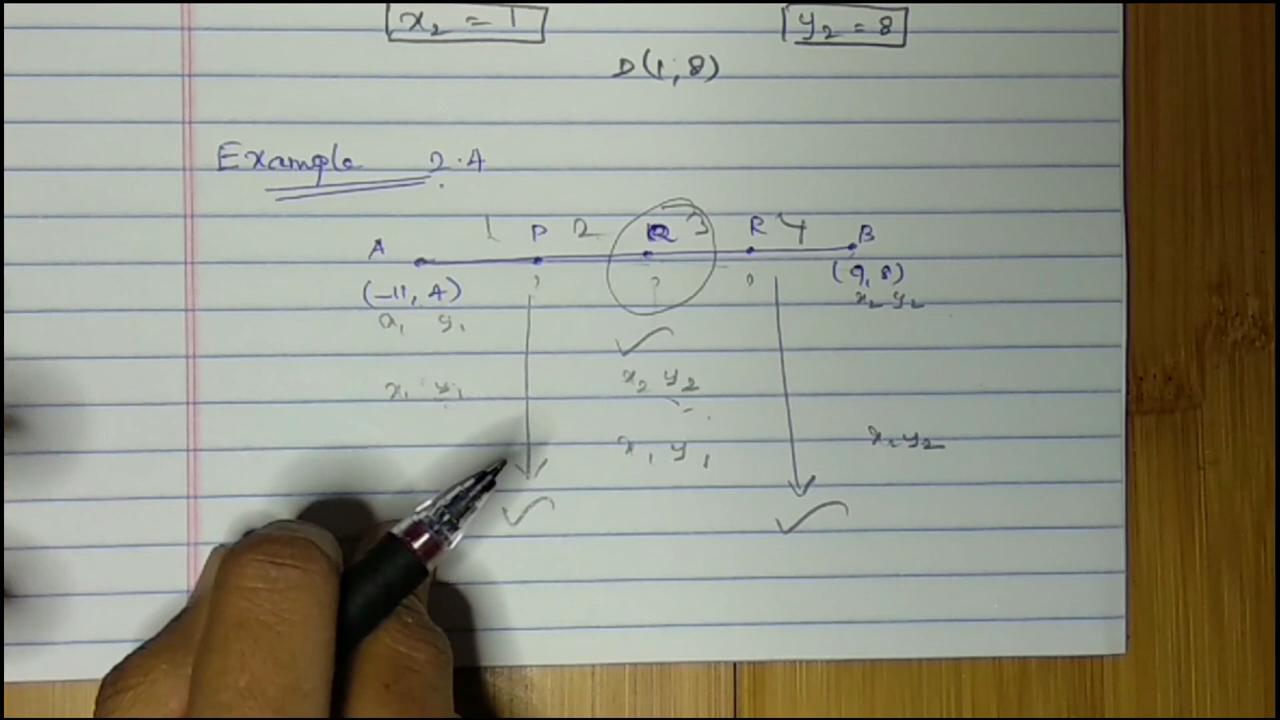 x₂ = 1 y₂ = 8
D(1, 8)
Example 2.4
1 P 2 Q 3 R 4 B
A
(-11, 4) ? ? ? (9, 8)
x₁ y₁ x₂ y₂
x₁ y₁ x₂ y₂
x₁ y₁ x₂ y₂